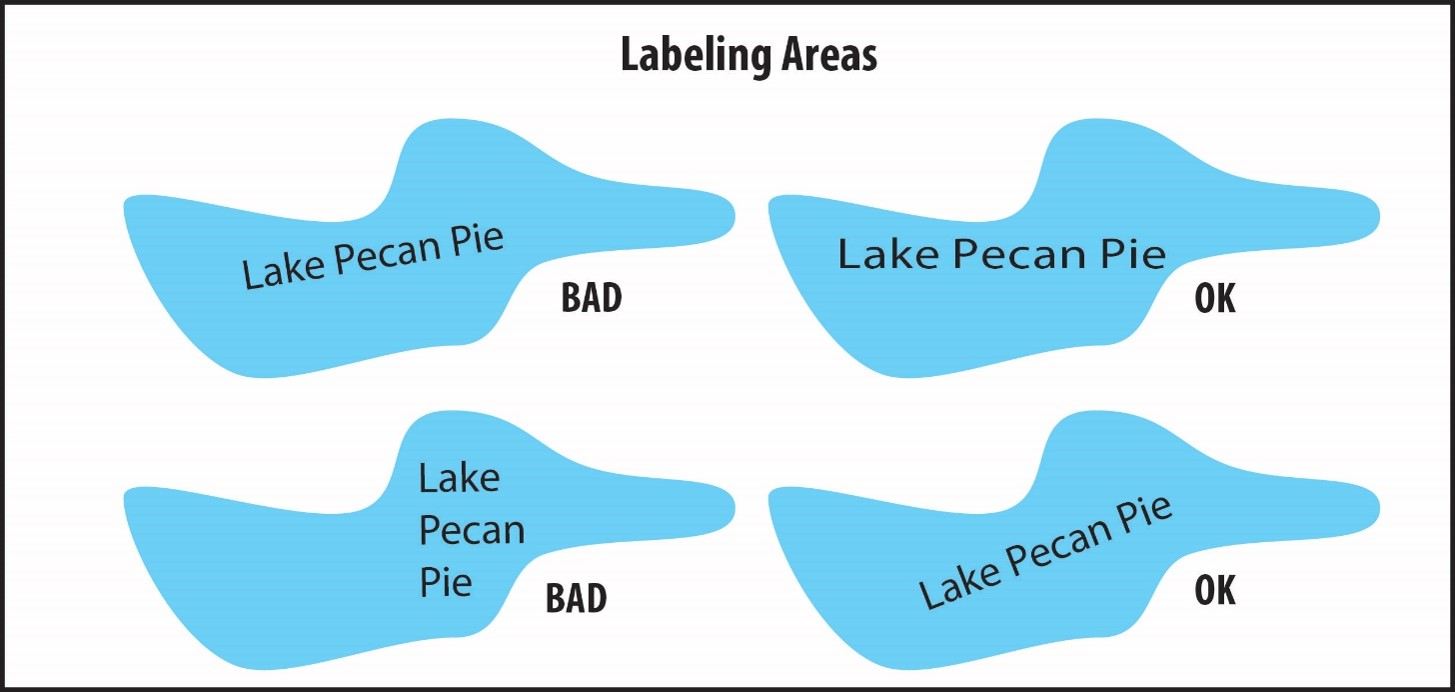 Labeling Areas
Lake Pecan Pie
BAD
Lake Pecan Pie
OK
Lake
Pecan
Pie
BAD
Lake Pecan Pie
OK